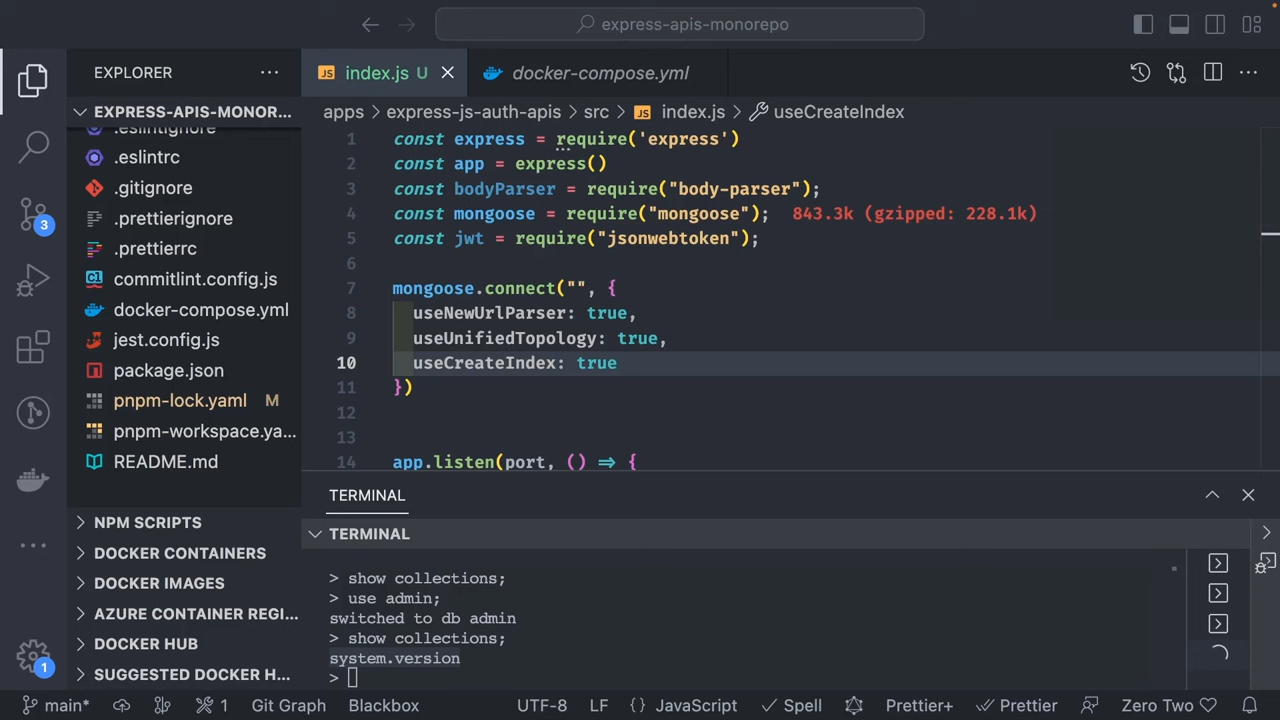 express-apis-monorepo
EXPLORER
index.js U
docker-compose.yml
EXPRESS-APIS-MONOR...
apps > express-js-auth-apis > src > index.js > useCreateIndex
.eslintignore
.eslintrc
.gitignore
.prettierignore
.prettierrc
commitlint.config.js
docker-compose.yml
jest.config.js
package.json
pnpm-lock.yaml M
pnpm-workspace.ya...
README.md
NPM SCRIPTS
DOCKER CONTAINERS
DOCKER IMAGES
AZURE CONTAINER REGI...
DOCKER HUB
SUGGESTED DOCKER H...
3
1
1 const express = require('express')
2 const app = express()
3 const bodyParser = require("body-parser");
4 const mongoose = require("mongoose"); 843.3k (gzipped: 228.1k)
5 const jwt = require("jsonwebtoken");
6
7 mongoose.connect("", {
8 useNewUrlParser: true,
9 useUnifiedTopology: true,
10 useCreateIndex: true
11 })
12
13
14 app.listen(port, () => {
TERMINAL
TERMINAL
> show collections;
> use admin;
switched to db admin
> show collections;
system.version
>
main* 1 Git Graph Blackbox UTF-8 LF {} JavaScript Spell Prettier+ Prettier Zero Two